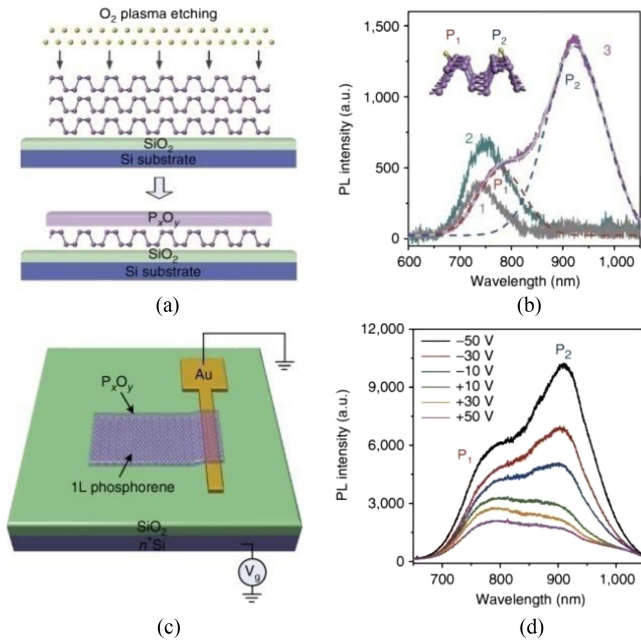 O₂ plasma etching
SiO₂
Si substrate
PₓOᵧ
SiO₂
Si substrate
(a)
PL intensity (a.u.)
1,500
1,000
500
0
600 700 800 900 1,000
Wavelength (nm)
P₁ P₂
3
P₂
2
P₁
1
(b)
Au
PₓOᵧ
1L phosphorene
SiO₂
n⁺Si
V_g
(c)
PL intensity (a.u.)
12,000
9,000
6,000
3,000
0
700 800 900 1,000
Wavelength (nm)
−50 V
−30 V
−10 V
+10 V
+30 V
+50 V
P₂
P₁
(d)